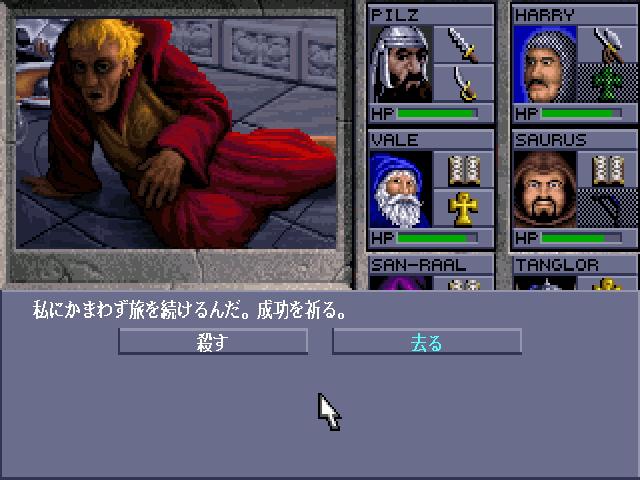 PILZ
HARRY
HP
HP
VALE
SAURUS
HP
HP
SAN-RAAL
TANGLOR
私にかまわず旅を続けるんだ。成功を祈る。
殺す
去る